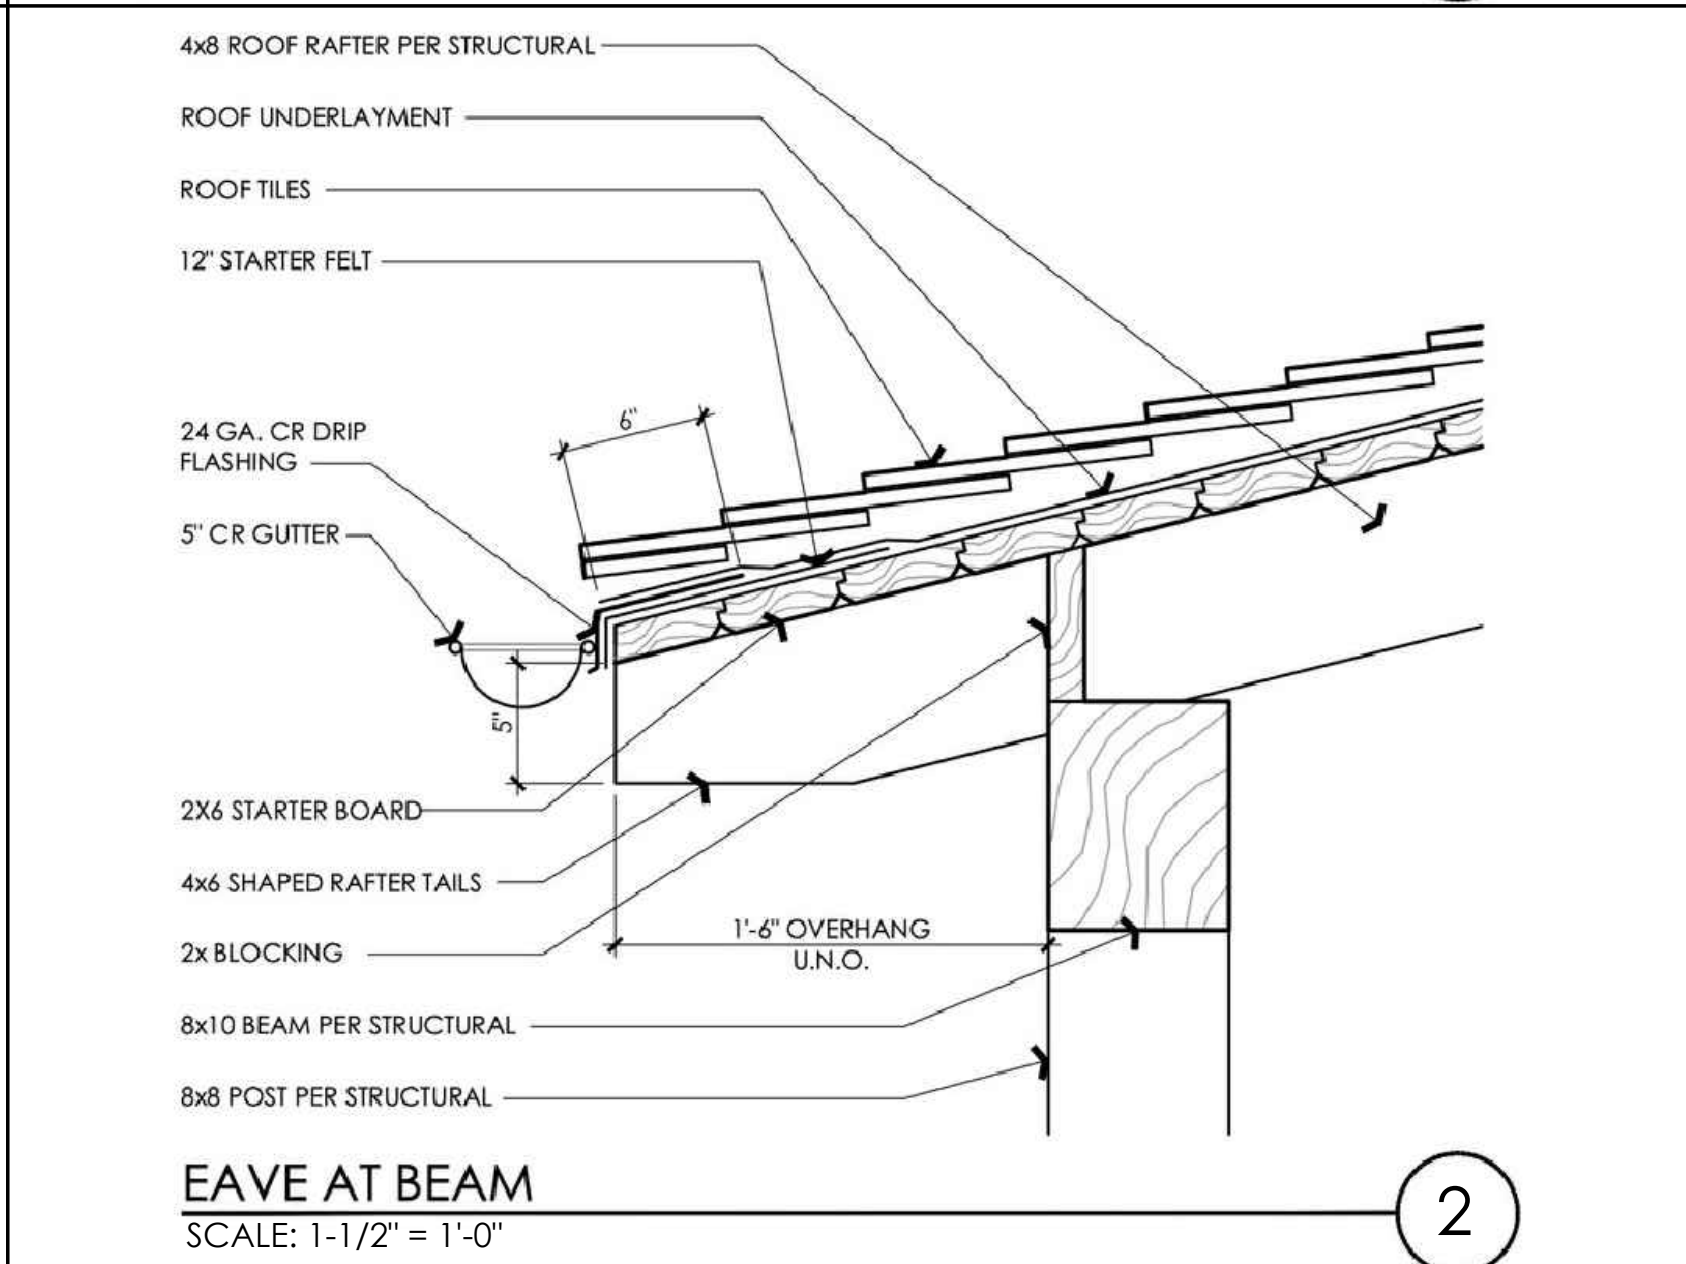 4x8 ROOF RAFTER PER STRUCTURAL
ROOF UNDERLAYMENT
ROOF TILES
12" STARTER FELT
6"
24 GA. CR DRIP
FLASHING
5" CR GUTTER
5"
2X6 STARTER BOARD
4x6 SHAPED RAFTER TAILS
1'-6" OVERHANG
U.N.O.
2x BLOCKING
8x10 BEAM PER STRUCTURAL
8x8 POST PER STRUCTURAL
EAVE AT BEAM
SCALE: 1-1/2" = 1'-0"
2